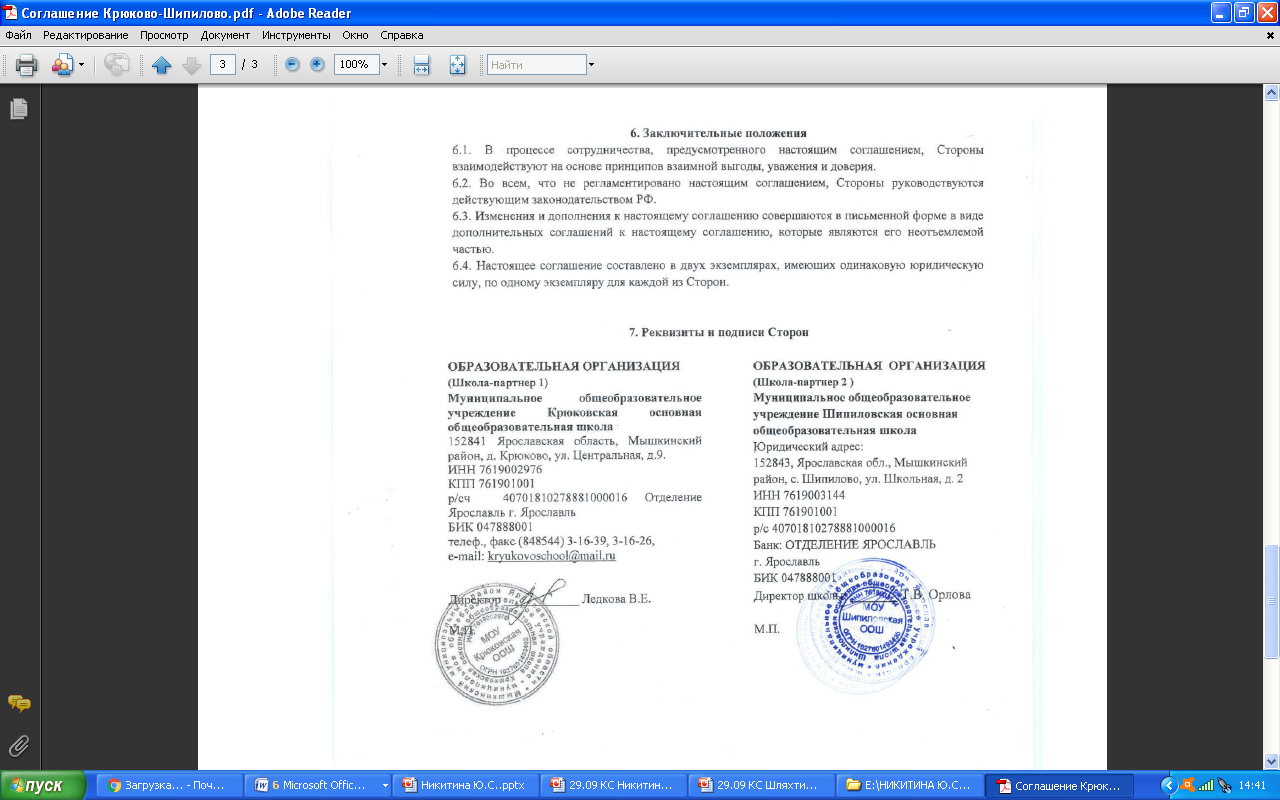 Соглашение Крюково-Шипилово.pdf - Adobe Reader
Файл Редактирование Просмотр Документ Инструменты Окно Справка
3 / 3 100% Найти
6. Заключительные положения
6.1. В процессе сотрудничества, предусмотренного настоящим соглашением, Стороны
взаимодействуют на основе принципов взаимной выгоды, уважения и доверия.
6.2. Во всем, что не регламентировано настоящим соглашением, Стороны руководствуются
действующим законодательством РФ.
6.3. Изменения и дополнения к настоящему соглашению совершаются в письменной форме в виде
дополнительных соглашений к настоящему соглашению, которые являются его неотъемлемой
частью.
6.4. Настоящее соглашение составлено в двух экземплярах, имеющих одинаковую юридическую
силу, по одному экземпляру для каждой из Сторон.
7. Реквизиты и подписи Сторон
ОБРАЗОВАТЕЛЬНАЯ ОРГАНИЗАЦИЯ
(Школа-партнер 1)
Муниципальное общеобразовательное
учреждение Крюковская основная
общеобразовательная школа
152841 Ярославская область, Мышкинский
район, д. Крюково, ул. Центральная, д.9.
ИНН 7619002976
КПП 761901001
р/сч 40701810278881000016 Отделение
Ярославль г. Ярославль
БИК 047888001
телеф., факс (848544) 3-16-39, 3-16-26,
e-mail: kryukovoschool@mail.ru
Директор Ледкова В.Е.
М.П.
МОУ
Крюковская
ООШ
ОБРАЗОВАТЕЛЬНАЯ ОРГАНИЗАЦИЯ
(Школа-партнер 2 )
Муниципальное общеобразовательное
учреждение Шипиловская основная
общеобразовательная школа
Юридический адрес:
152843, Ярославская обл., Мышкинский
район, с. Шипилово, ул. Школьная, д. 2
ИНН 7619003144
КПП 761901001
р/с 40701810278881000016
Банк: ОТДЕЛЕНИЕ ЯРОСЛАВЛЬ
г. Ярославль
БИК 047888001
Директор школы Т.В. Орлова
М.П.
МОУ
Шипиловская
ООШ
пуск Загрузка... - Поч... 6 Microsoft Offic... Никитина Ю.С..pptx 29.09 КС Никитин... 29.09 КС Шляхти... E:\НИКИТИНА Ю.С... Соглашение Крюк... 14:41